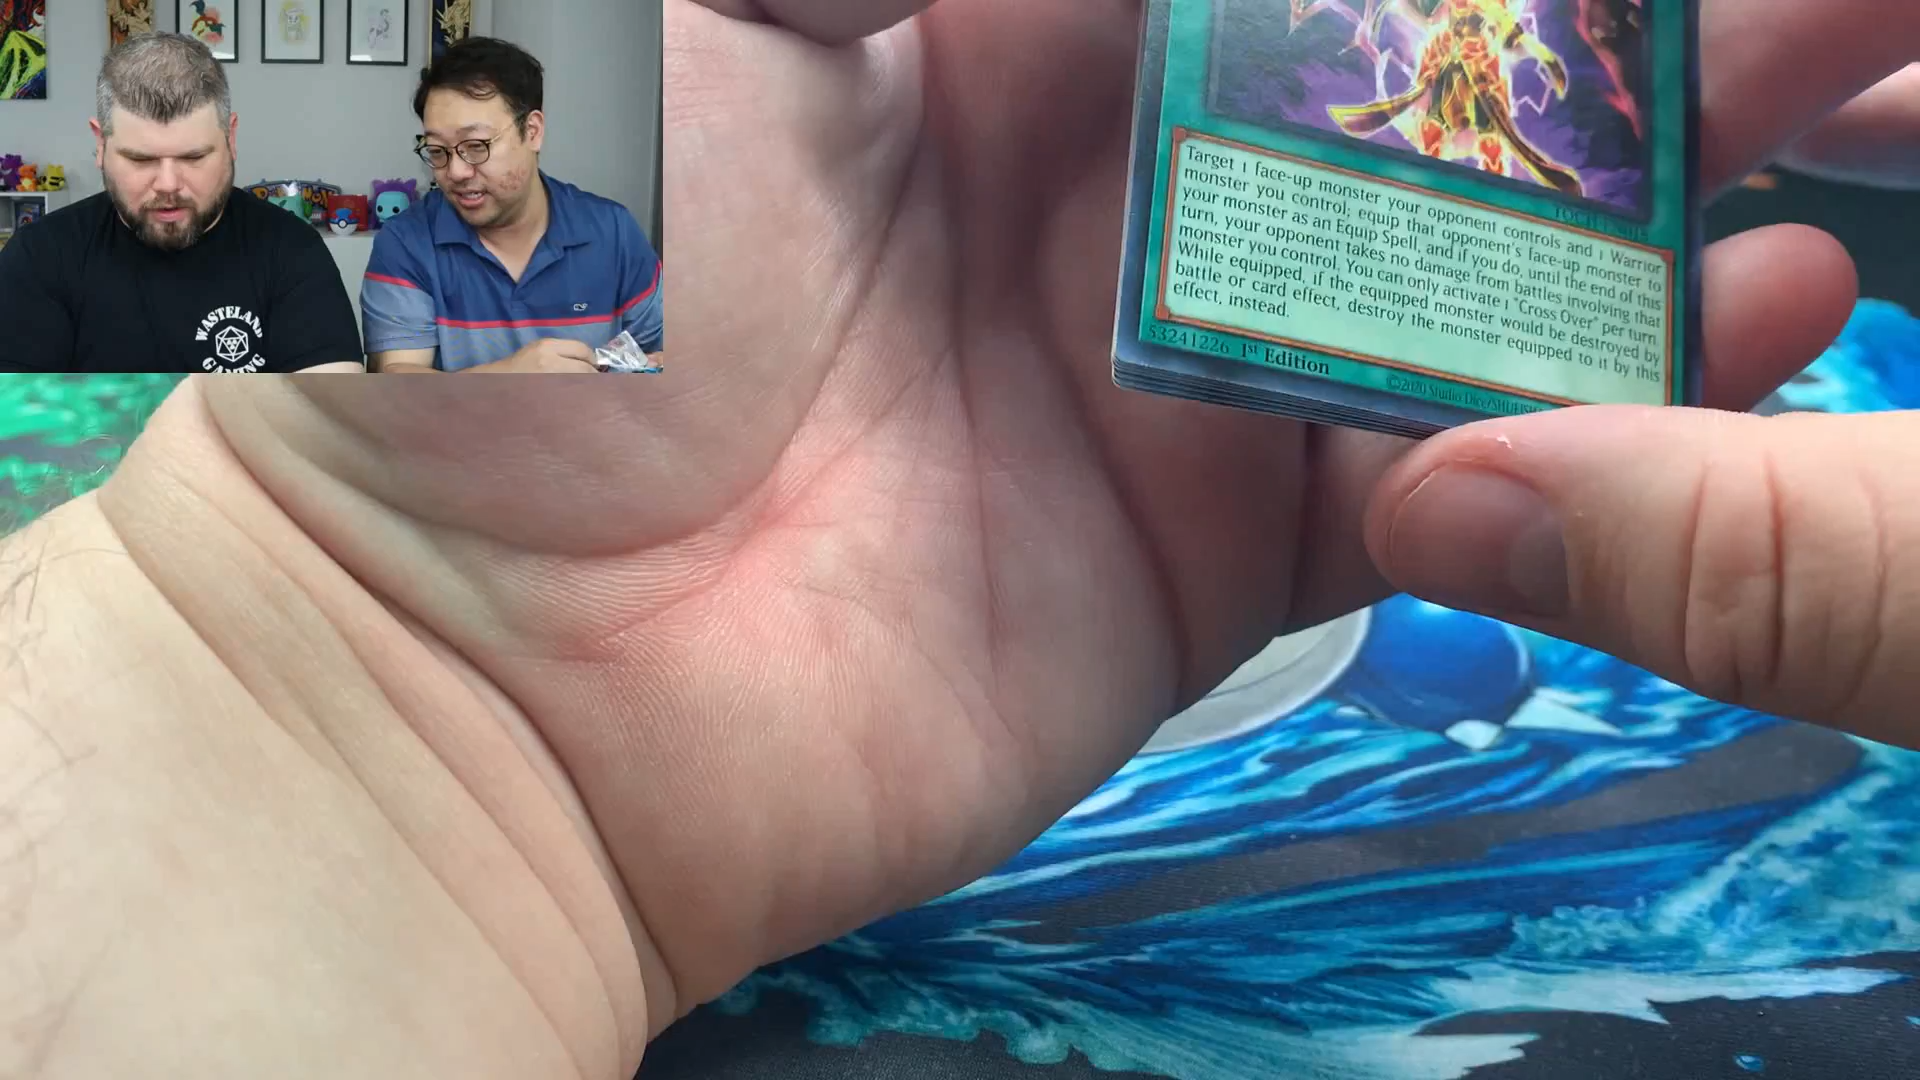 WASTELAND
GAMING
Target 1 face-up monster your opponent controls and 1 Warrior
monster you control; equip that opponent's face-up monster to
your monster as an Equip Spell, and if you do, until the end of this
turn, your opponent takes no damage from battles involving that
monster you control. You can only activate 1 "Cross Over" per turn.
While equipped, if the equipped monster would be destroyed by
battle or card effect, destroy the monster equipped to it by this
effect, instead.
53241226 1st Edition
©2020 Studio Dice/SHUEISHA